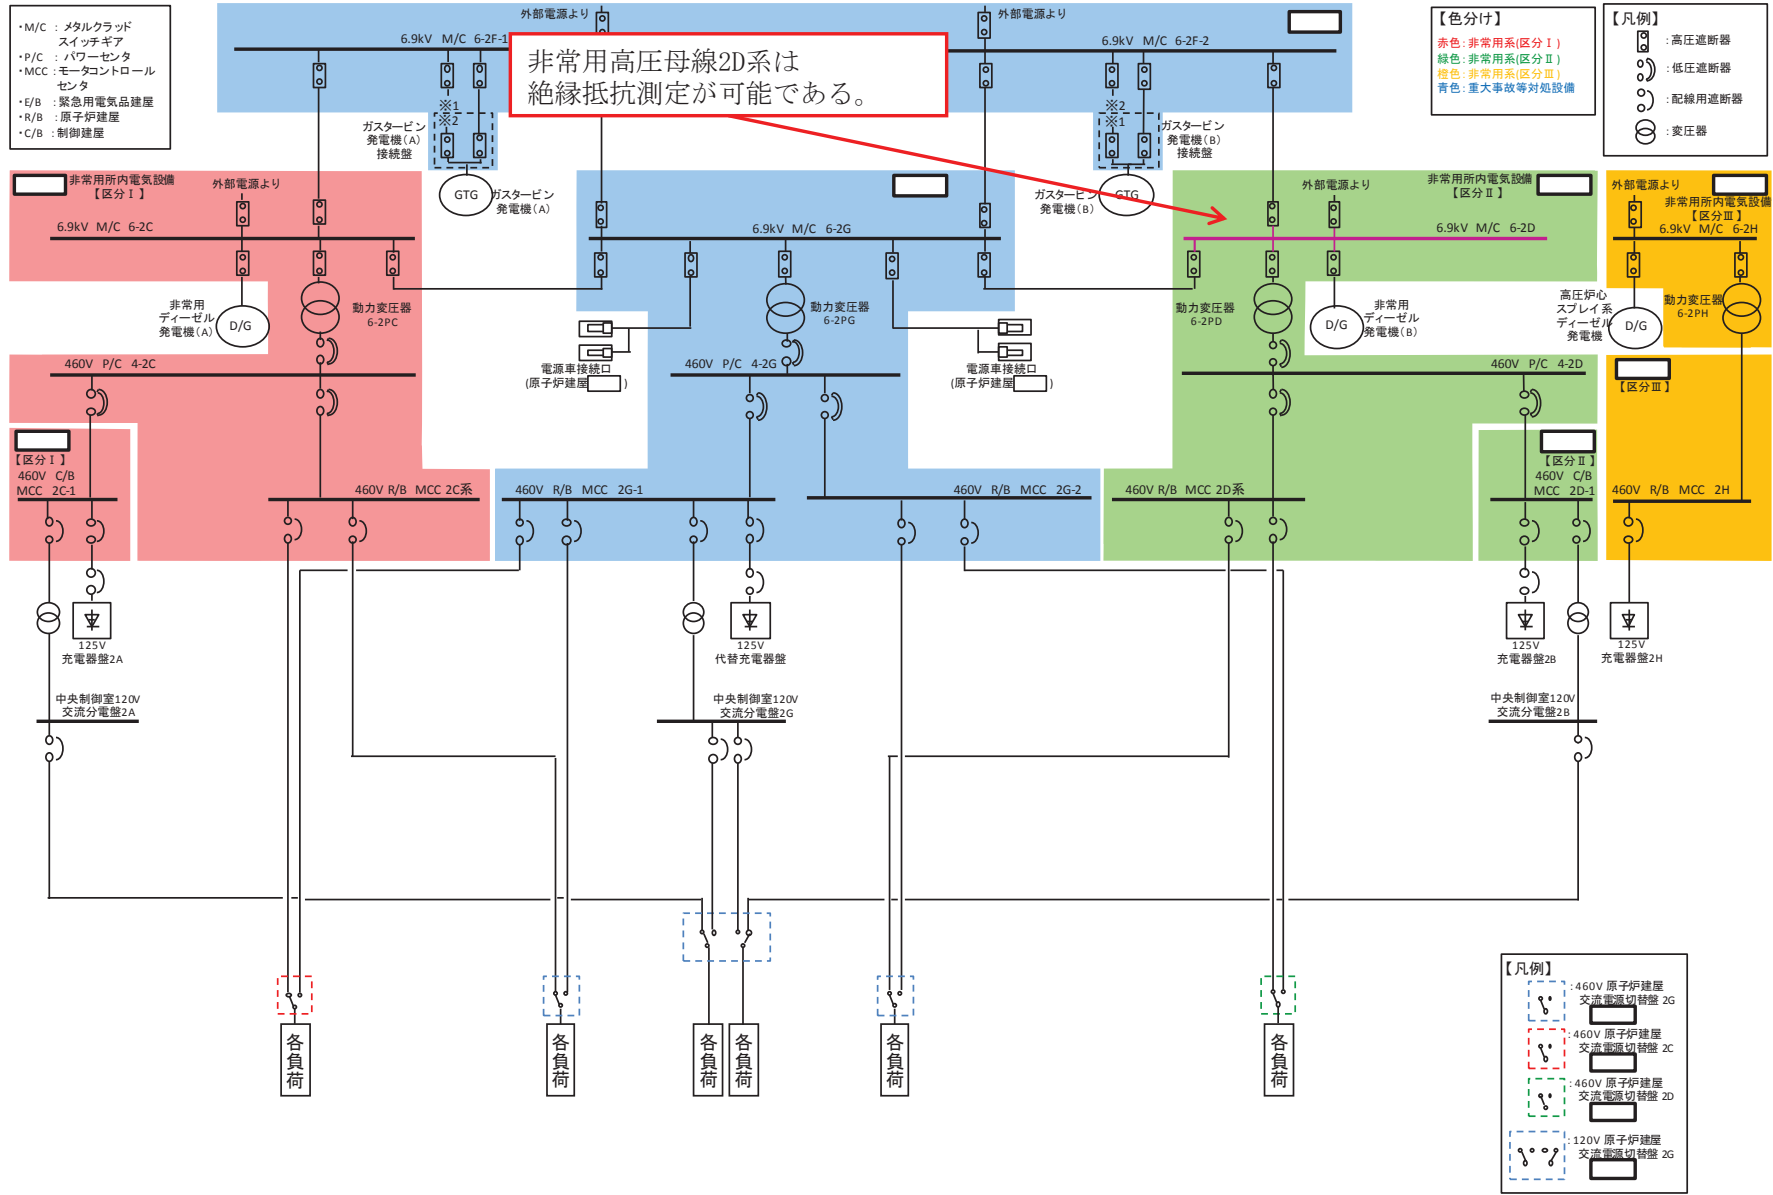 ・M/C ： メタルクラッド
スイッチギア
・P/C ： パワーセンタ
・MCC ：モータコントロール
センタ
・E/B ：緊急用電気品建屋
・R/B ：原子炉建屋
・C/B ：制御建屋
外部電源より
外部電源より
6.9kV M/C 6-2F-1
6.9kV M/C 6-2F-2
非常用高圧母線2D系は
絶縁抵抗測定が可能である。
【色分け】
赤色：非常用系(区分Ⅰ)
緑色：非常用系(区分Ⅱ)
橙色：非常用系(区分Ⅲ)
青色：重大事故等対処設備
【凡例】
：高圧遮断器
：低圧遮断器
：配線用遮断器
：変圧器
※1
※2
ガスタービン
発電機(A)
接続盤
※2
※1
ガスタービン
発電機(B)
接続盤
GTG
ガスタービン
発電機(A)
ガスタービン
発電機(B)
GTG
非常用所内電気設備
【区分Ⅰ】
外部電源より
6.9kV M/C 6-2C
6.9kV M/C 6-2G
外部電源より
非常用所内電気設備
【区分Ⅱ】
6.9kV M/C 6-2D
外部電源より
非常用所内電気設備
【区分Ⅲ】
6.9kV M/C 6-2H
非常用
ディーゼル
発電機(A)
D/G
動力変圧器
6-2PC
動力変圧器
6-2PG
動力変圧器
6-2PD
D/G
非常用
ディーゼル
発電機(B)
高圧炉心
スプレイ系
ディーゼル
発電機
D/G
動力変圧器
6-2PH
460V P/C 4-2C
電源車接続口
(原子炉建屋 )
460V P/C 4-2G
電源車接続口
(原子炉建屋 )
460V P/C 4-2D
【区分Ⅲ】
【区分Ⅰ】
460V C/B
MCC 2C-1
460V R/B MCC 2C系
460V R/B MCC 2G-1
460V R/B MCC 2G-2
460V R/B MCC 2D系
【区分Ⅱ】
460V C/B
MCC 2D-1
460V R/B MCC 2H
125V
充電器盤2A
125V
代替充電器盤
125V
充電器盤2B
125V
充電器盤2H
中央制御室120V
交流分電盤2A
中央制御室120V
交流分電盤2G
中央制御室120V
交流分電盤2B
各負荷
各負荷
各負荷
各負荷
各負荷
各負荷
【凡例】
：460V 原子炉建屋
交流電源切替盤 2G
：460V 原子炉建屋
交流電源切替盤 2C
：460V 原子炉建屋
交流電源切替盤 2D
：120V 原子炉建屋
交流電源切替盤 2G